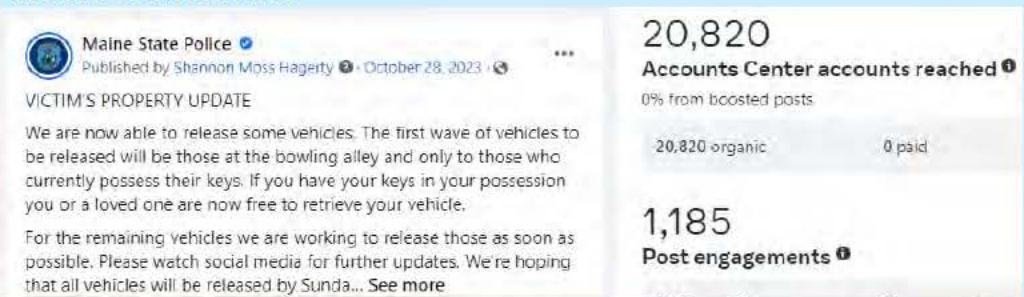 Maine State Police
Published by Shannon Moss Hagerty · October 28, 2023 ·
VICTIM'S PROPERTY UPDATE
We are now able to release some vehicles. The first wave of vehicles to
be released will be those at the bowling alley and only to those who
currently possess their keys. If you have your keys in your possession
you or a loved one are now free to retrieve your vehicle.
For the remaining vehicles we are working to release those as soon as
possible. Please watch social media for further updates. We're hoping
that all vehicles will be released by Sunda... See more
20,820
Accounts Center accounts reached
0% from boosted posts
20,820 organic 0 paid
1,185
Post engagements